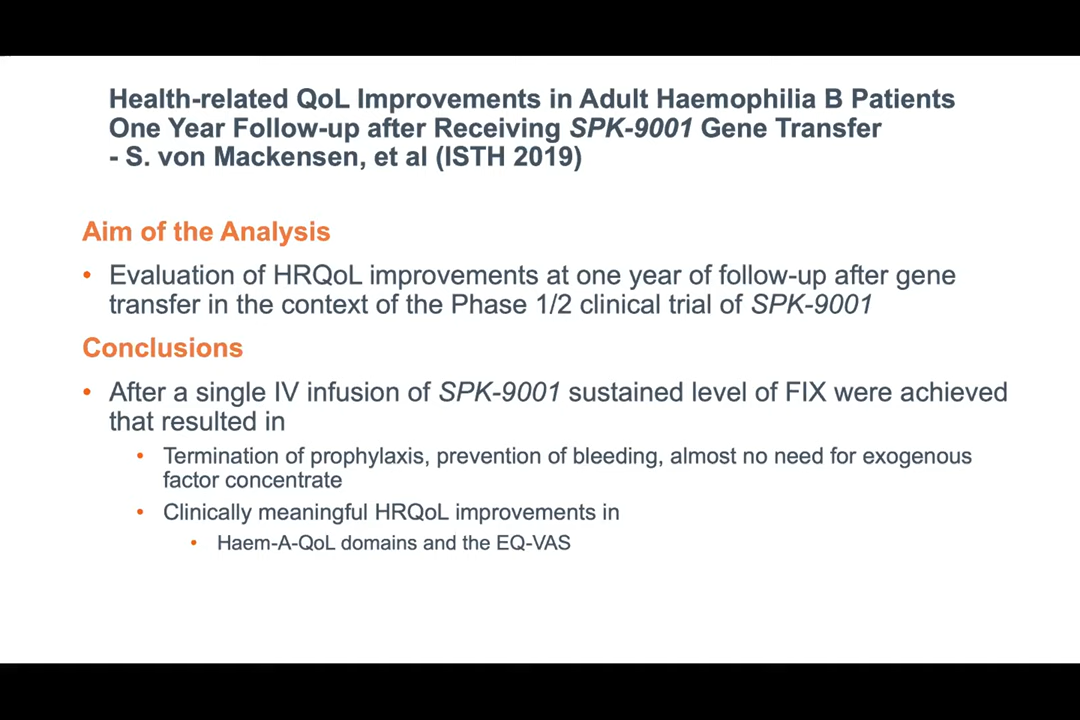 Health-related QoL Improvements in Adult Haemophilia B Patients
One Year Follow-up after Receiving SPK-9001 Gene Transfer
- S. von Mackensen, et al (ISTH 2019)
Aim of the Analysis
• Evaluation of HRQoL improvements at one year of follow-up after gene
transfer in the context of the Phase 1/2 clinical trial of SPK-9001
Conclusions
• After a single IV infusion of SPK-9001 sustained level of FIX were achieved
that resulted in
• Termination of prophylaxis, prevention of bleeding, almost no need for exogenous
factor concentrate
• Clinically meaningful HRQoL improvements in
• Haem-A-QoL domains and the EQ-VAS